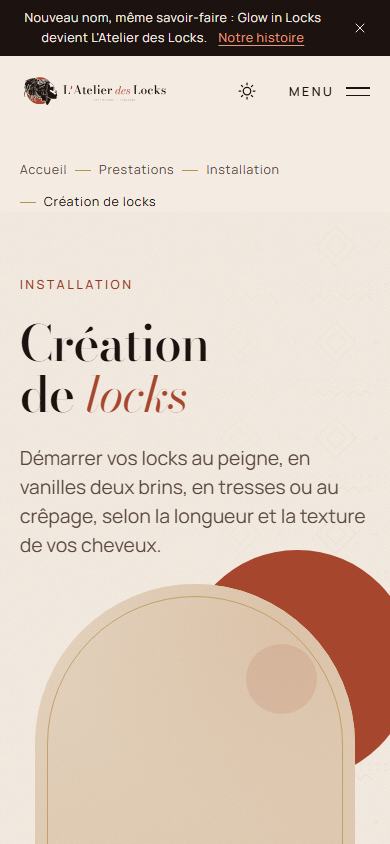 Nouveau nom, même savoir-faire : Glow in Locks
devient L'Atelier des Locks. Notre histoire
L'Atelier des Locks
MENU
Accueil — Prestations — Installation
— Création de locks
INSTALLATION
Création
de locks
Démarrer vos locks au peigne, en
vanilles deux brins, en tresses ou au
crêpage, selon la longueur et la texture
de vos cheveux.